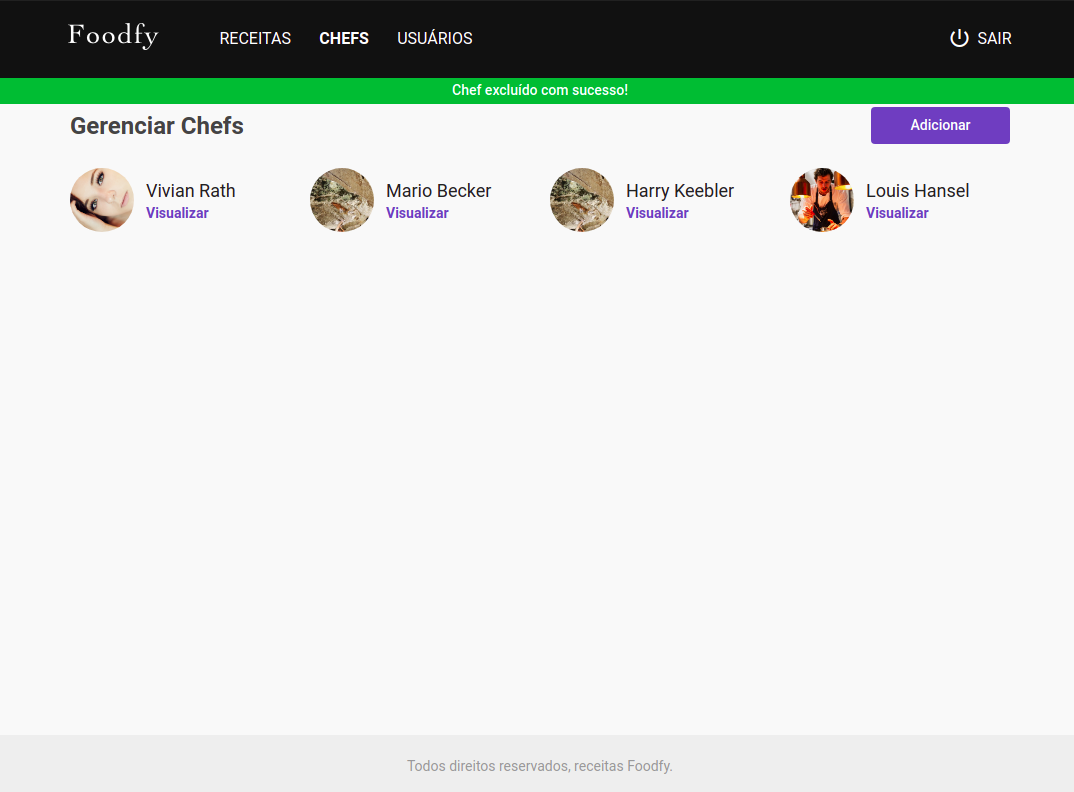 Foodfy
RECEITAS CHEFS USUÁRIOS SAIR
Chef excluído com sucesso!
Gerenciar Chefs
Adicionar
Vivian Rath
Visualizar
Mario Becker
Visualizar
Harry Keebler
Visualizar
Louis Hansel
Visualizar
Todos direitos reservados, receitas Foodfy.